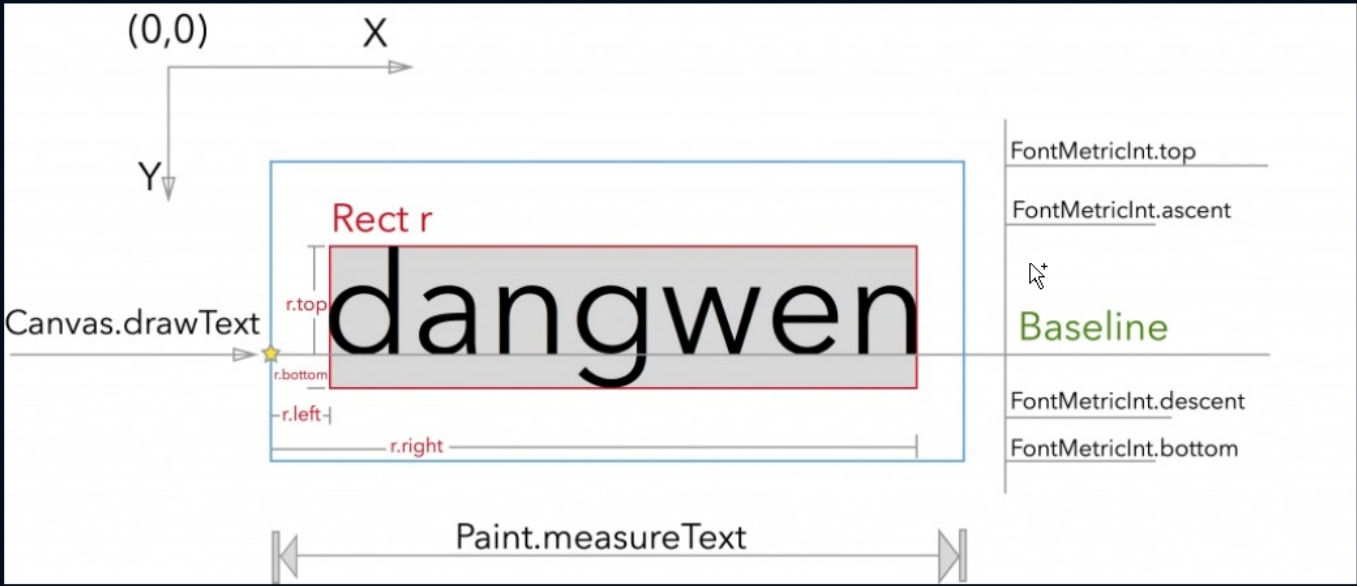 (0,0)
X
Y
FontMetricInt.top
FontMetricInt.ascent
Rect r
r.top
dangwen
Canvas.drawText
Baseline
r.bottom
r.left
r.right
FontMetricInt.descent
FontMetricInt.bottom
Paint.measureText